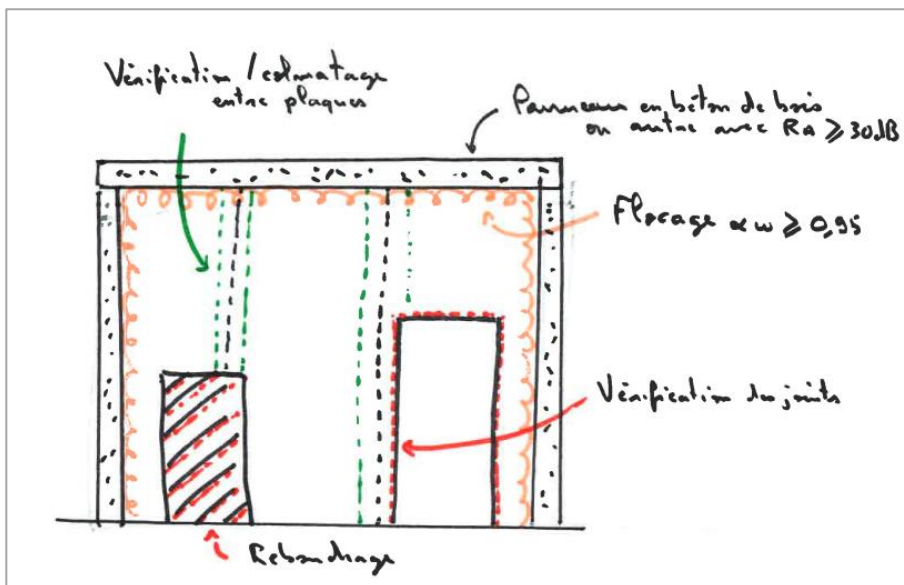 Vérification / colmatage
entre plaques
Panneau en béton de bois
ou autre avec RA ≥ 30dB
Flocage αw ≥ 0,95
Vérification des joints
Rebouchage